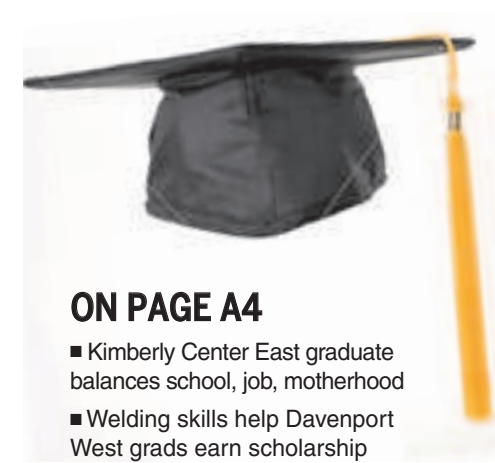 ON PAGE A4
■ Kimberly Center East graduate
balances school, job, motherhood
■ Welding skills help Davenport
West grads earn scholarship